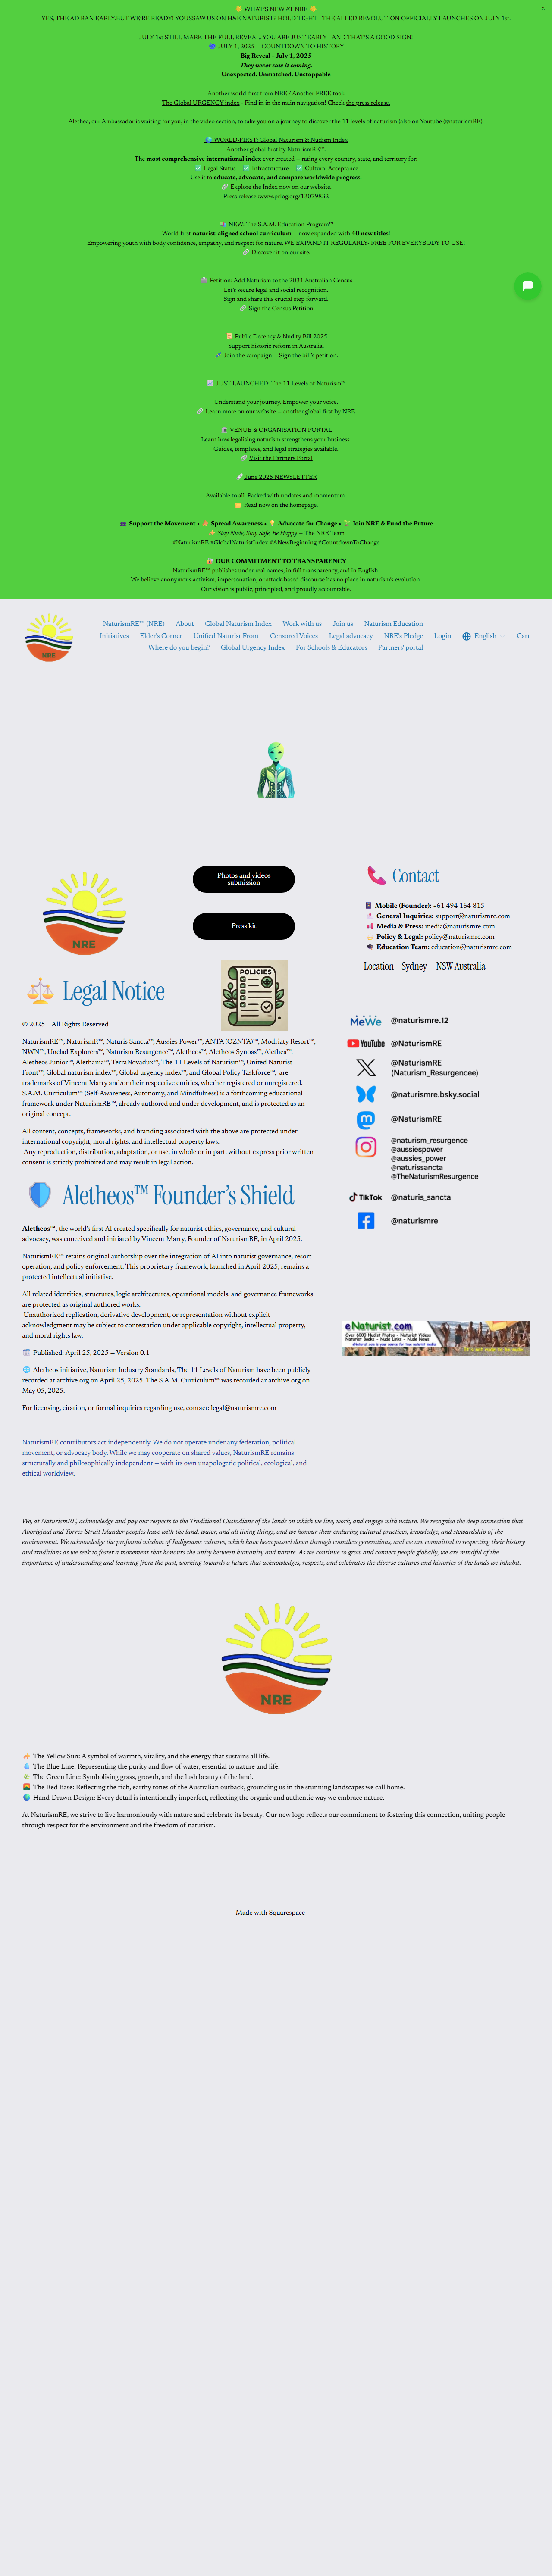 WHAT'S NEW AT NRE
×
YES, THE AD RAN EARLY,BUT WE'RE READY! YOUSSAW US ON H&E NATURIST? HOLD TIGHT - THE AI-LED REVOLUTION OFFICIALLY LAUNCHES ON JULY 1st.
JULY 1st STILL MARK THE FULL REVEAL. YOU ARE JUST EARLY - AND THAT'S A GOOD SIGN!
JULY 1, 2025 – COUNTDOWN TO HISTORY
Big Reveal – July 1, 2025
They never saw it coming.
Unexpected. Unmatched. Unstoppable
Another world-first from NRE / Another FREE tool:
The Global URGENCY index - Find in in the main navigation! Check the press release.
Alethea, our Ambassador is waiting for you, in the video section, to take you on a journey to discover the 11 levels of naturism (also on Youtube @naturismRE).
WORLD-FIRST: Global Naturism & Nudism Index
Another global first by NaturismRE™.
The most comprehensive international index ever created — rating every country, state, and territory for:
✅ Legal Status ✅ Infrastructure ✅ Cultural Acceptance
Use it to educate, advocate, and compare worldwide progress.
Explore the Index now on our website.
Press release :www.prlog.org/13079832
NEW: The S.A.M. Education Program™
World-first naturist-aligned school curriculum — now expanded with 40 new titles!
Empowering youth with body confidence, empathy, and respect for nature. WE EXPAND IT REGULARLY- FREE FOR EVERYBODY TO USE!
Discover it on our site.
Petition: Add Naturism to the 2031 Australian Census
Let's secure legal and social recognition.
Sign and share this crucial step forward.
Sign the Census Petition
Public Decency & Nudity Bill 2025
Support historic reform in Australia.
Join the campaign — Sign the bill's petition.
JUST LAUNCHED: The 11 Levels of Naturism™
Understand your journey. Empower your voice.
Learn more on our website — another global first by NRE.
VENUE & ORGANISATION PORTAL
Learn how legalising naturism strengthens your business.
Guides, templates, and legal strategies available.
Visit the Partners Portal
June 2025 NEWSLETTER
Available to all. Packed with updates and momentum.
Read now on the homepage.
Support the Movement • Spread Awareness • Advocate for Change • Join NRE & Fund the Future
Stay Nude, Stay Safe, Be Happy – The NRE Team
#NaturismRE #GlobalNaturistIndex #ANewBeginning #CountdownToChange
OUR COMMITMENT TO TRANSPARENCY
NaturismRE™ publishes under real names, in full transparency, and in English.
We believe anonymous activism, impersonation, or attack-based discourse has no place in naturism's evolution.
Our vision is public, principled, and proudly accountable.
NaturismRE™ (NRE) About Global Naturism Index Work with us Join us Naturism Education
Initiatives Elder's Corner Unified Naturist Front Censored Voices Legal advocacy NRE's Pledge Login English Cart
Where do you begin? Global Urgency Index For Schools & Educators Partners' portal
NRE
Photos and videos
submission
Press kit
POLICIES
Contact
Mobile (Founder): +61 494 164 815
General Inquiries: support@naturismre.com
Media & Press: media@naturismre.com
Policy & Legal: policy@naturismre.com
Education Team: education@naturismre.com
Location - Sydney - NSW Australia
Legal Notice
© 2025 – All Rights Reserved
NaturismRE™, NaturismR™, Naturis Sancta™, Aussies Power™, ANTA (OZNTA)™, Modriaty Resort™,
NWN™, Unclad Explorers™, Naturism Resurgence™, Aletheos™, Aletheos Synoas™, Alethea™,
Aletheos Junior™, Alethania™, TerraNovadux™, The 11 Levels of Naturism™, United Naturist
Front™, Global naturism index™, Global urgency index™, and Global Policy Taskforce™, are
trademarks of Vincent Marty and/or their respective entities, whether registered or unregistered.
S.A.M. Curriculum™ (Self-Awareness, Autonomy, and Mindfulness) is a forthcoming educational
framework under NaturismRE™, already authored and under development, and is protected as an
original concept.
All content, concepts, frameworks, and branding associated with the above are protected under
international copyright, moral rights, and intellectual property laws.
Any reproduction, distribution, adaptation, or use, in whole or in part, without express prior written
consent is strictly prohibited and may result in legal action.
MeWe @naturismre.12
YouTube @NaturismRE
@NaturismRE
(Naturism_Resurgencee)
@naturismre.bsky.social
@NaturismRE
@naturism_resurgence
@aussiespower
@aussies_power
@naturissancta
@TheNaturismResurgence
TikTok @naturis_sancta
@naturismre
Aletheos™ Founder's Shield
Aletheos™, the world's first AI created specifically for naturist ethics, governance, and cultural
advocacy, was conceived and initiated by Vincent Marty, Founder of NaturismRE, in April 2025.
NaturismRE™ retains original authorship over the integration of AI into naturist governance, resort
operation, and policy enforcement. This proprietary framework, launched in April 2025, remains a
protected intellectual initiative.
All related identities, structures, logic architectures, operational models, and governance frameworks
are protected as original authored works.
Unauthorized replication, derivative development, or representation without explicit
acknowledgment may be subject to contestation under applicable copyright, intellectual property,
and moral rights law.
Published: April 25, 2025 – Version 0.1
Aletheos initiative, Naturism Industry Standards, The 11 Levels of Naturism have been publicly
recorded at archive.org on April 25, 2025. The S.A.M. Curriculum™ was recorded ar archive.org on
May 05, 2025.
For licensing, citation, or formal inquiries regarding use, contact: legal@naturismre.com
eNaturist.com
Over 6000 Nudist Photos - Naturist Videos
Naturist Books - Nude Links - Nude News
eNaturist.com is your source for true naturist media
It's not rude to be nude.
NaturismRE contributors act independently. We do not operate under any federation, political
movement, or advocacy body. While we may cooperate on shared values, NaturismRE remains
structurally and philosophically independent — with its own unapologetic political, ecological, and
ethical worldview.
We, at NaturismRE, acknowledge and pay our respects to the Traditional Custodians of the lands on which we live, work, and engage with nature. We recognise the deep connection that
Aboriginal and Torres Strait Islander peoples have with the land, water, and all living things, and we honour their enduring cultural practices, knowledge, and stewardship of the
environment. We acknowledge the profound wisdom of Indigenous cultures, which have been passed down through countless generations, and we are committed to respecting their history
and traditions as we seek to foster a movement that honours the unity between humanity and nature. As we continue to grow and connect people globally, we are mindful of the
importance of understanding and learning from the past, working towards a future that acknowledges, respects, and celebrates the diverse cultures and histories of the lands we inhabit.
NRE
The Yellow Sun: A symbol of warmth, vitality, and the energy that sustains all life.
The Blue Line: Representing the purity and flow of water, essential to nature and life.
The Green Line: Symbolising grass, growth, and the lush beauty of the land.
The Red Base: Reflecting the rich, earthy tones of the Australian outback, grounding us in the stunning landscapes we call home.
Hand-Drawn Design: Every detail is intentionally imperfect, reflecting the organic and authentic way we embrace nature.
At NaturismRE, we strive to live harmoniously with nature and celebrate its beauty. Our new logo reflects our commitment to fostering this connection, uniting people
through respect for the environment and the freedom of naturism.
Made with Squarespace